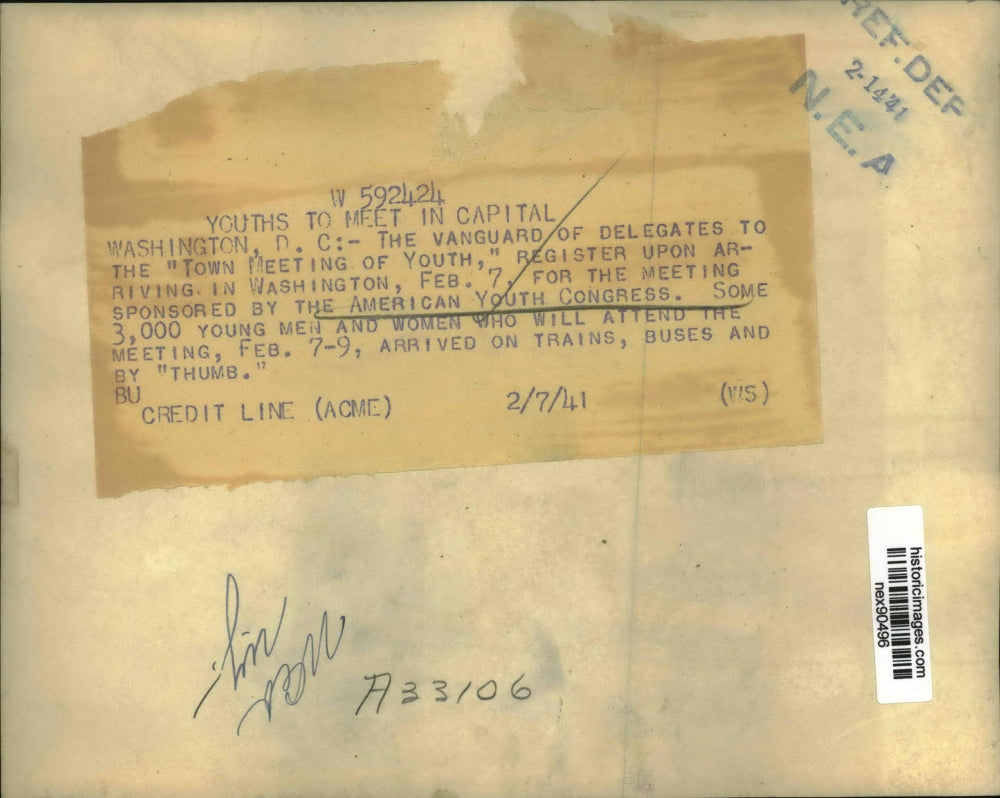 REF. DEP
2-14-41
N. E. A
W 592424
YOUTHS TO MEET IN CAPITAL
WASHINGTON, D. C:- THE VANGUARD OF DELEGATES TO
THE "TOWN MEETING OF YOUTH," REGISTER UPON AR-
RIVING IN WASHINGTON, FEB. 7, FOR THE MEETING
SPONSORED BY THE AMERICAN YOUTH CONGRESS. SOME
3,000 YOUNG MEN AND WOMEN WHO WILL ATTEND THE
MEETING, FEB. 7-9, ARRIVED ON TRAINS, BUSES AND
BY "THUMB."
BU
CREDIT LINE (ACME) 2/7/41 (WS)
historicimages.com
nex90496
A33106